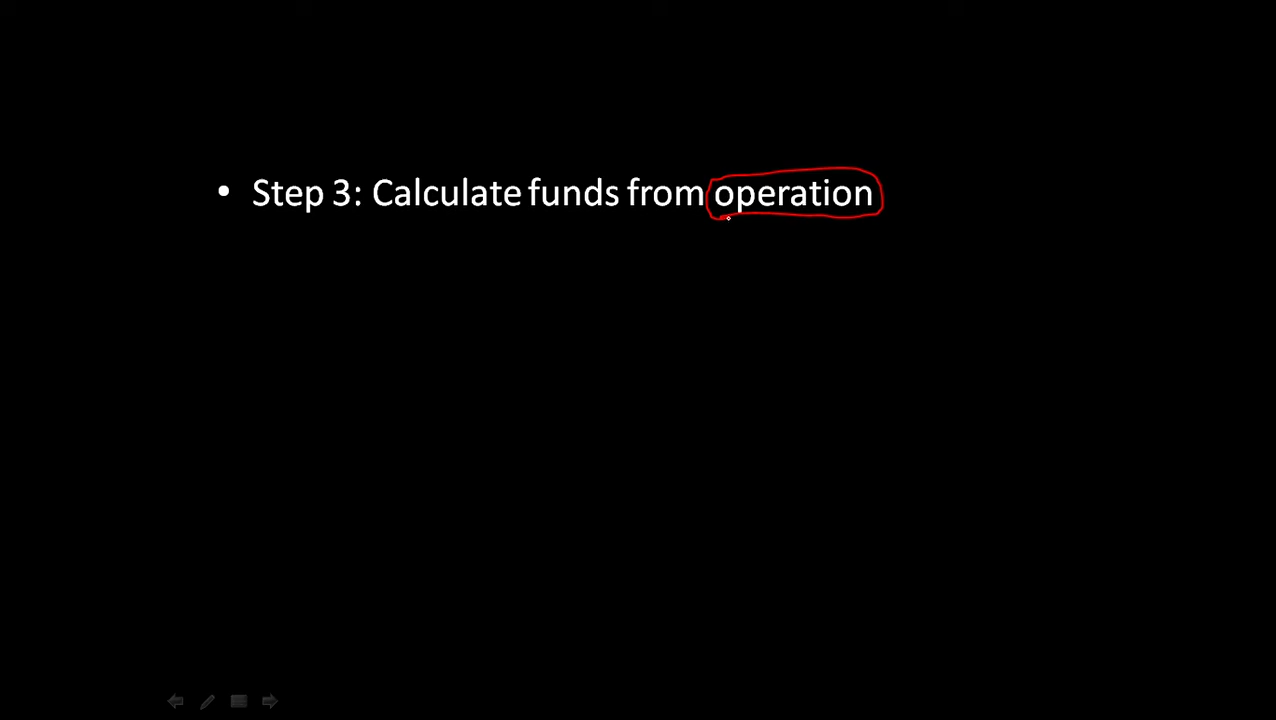 • Step 3: Calculate funds from operation